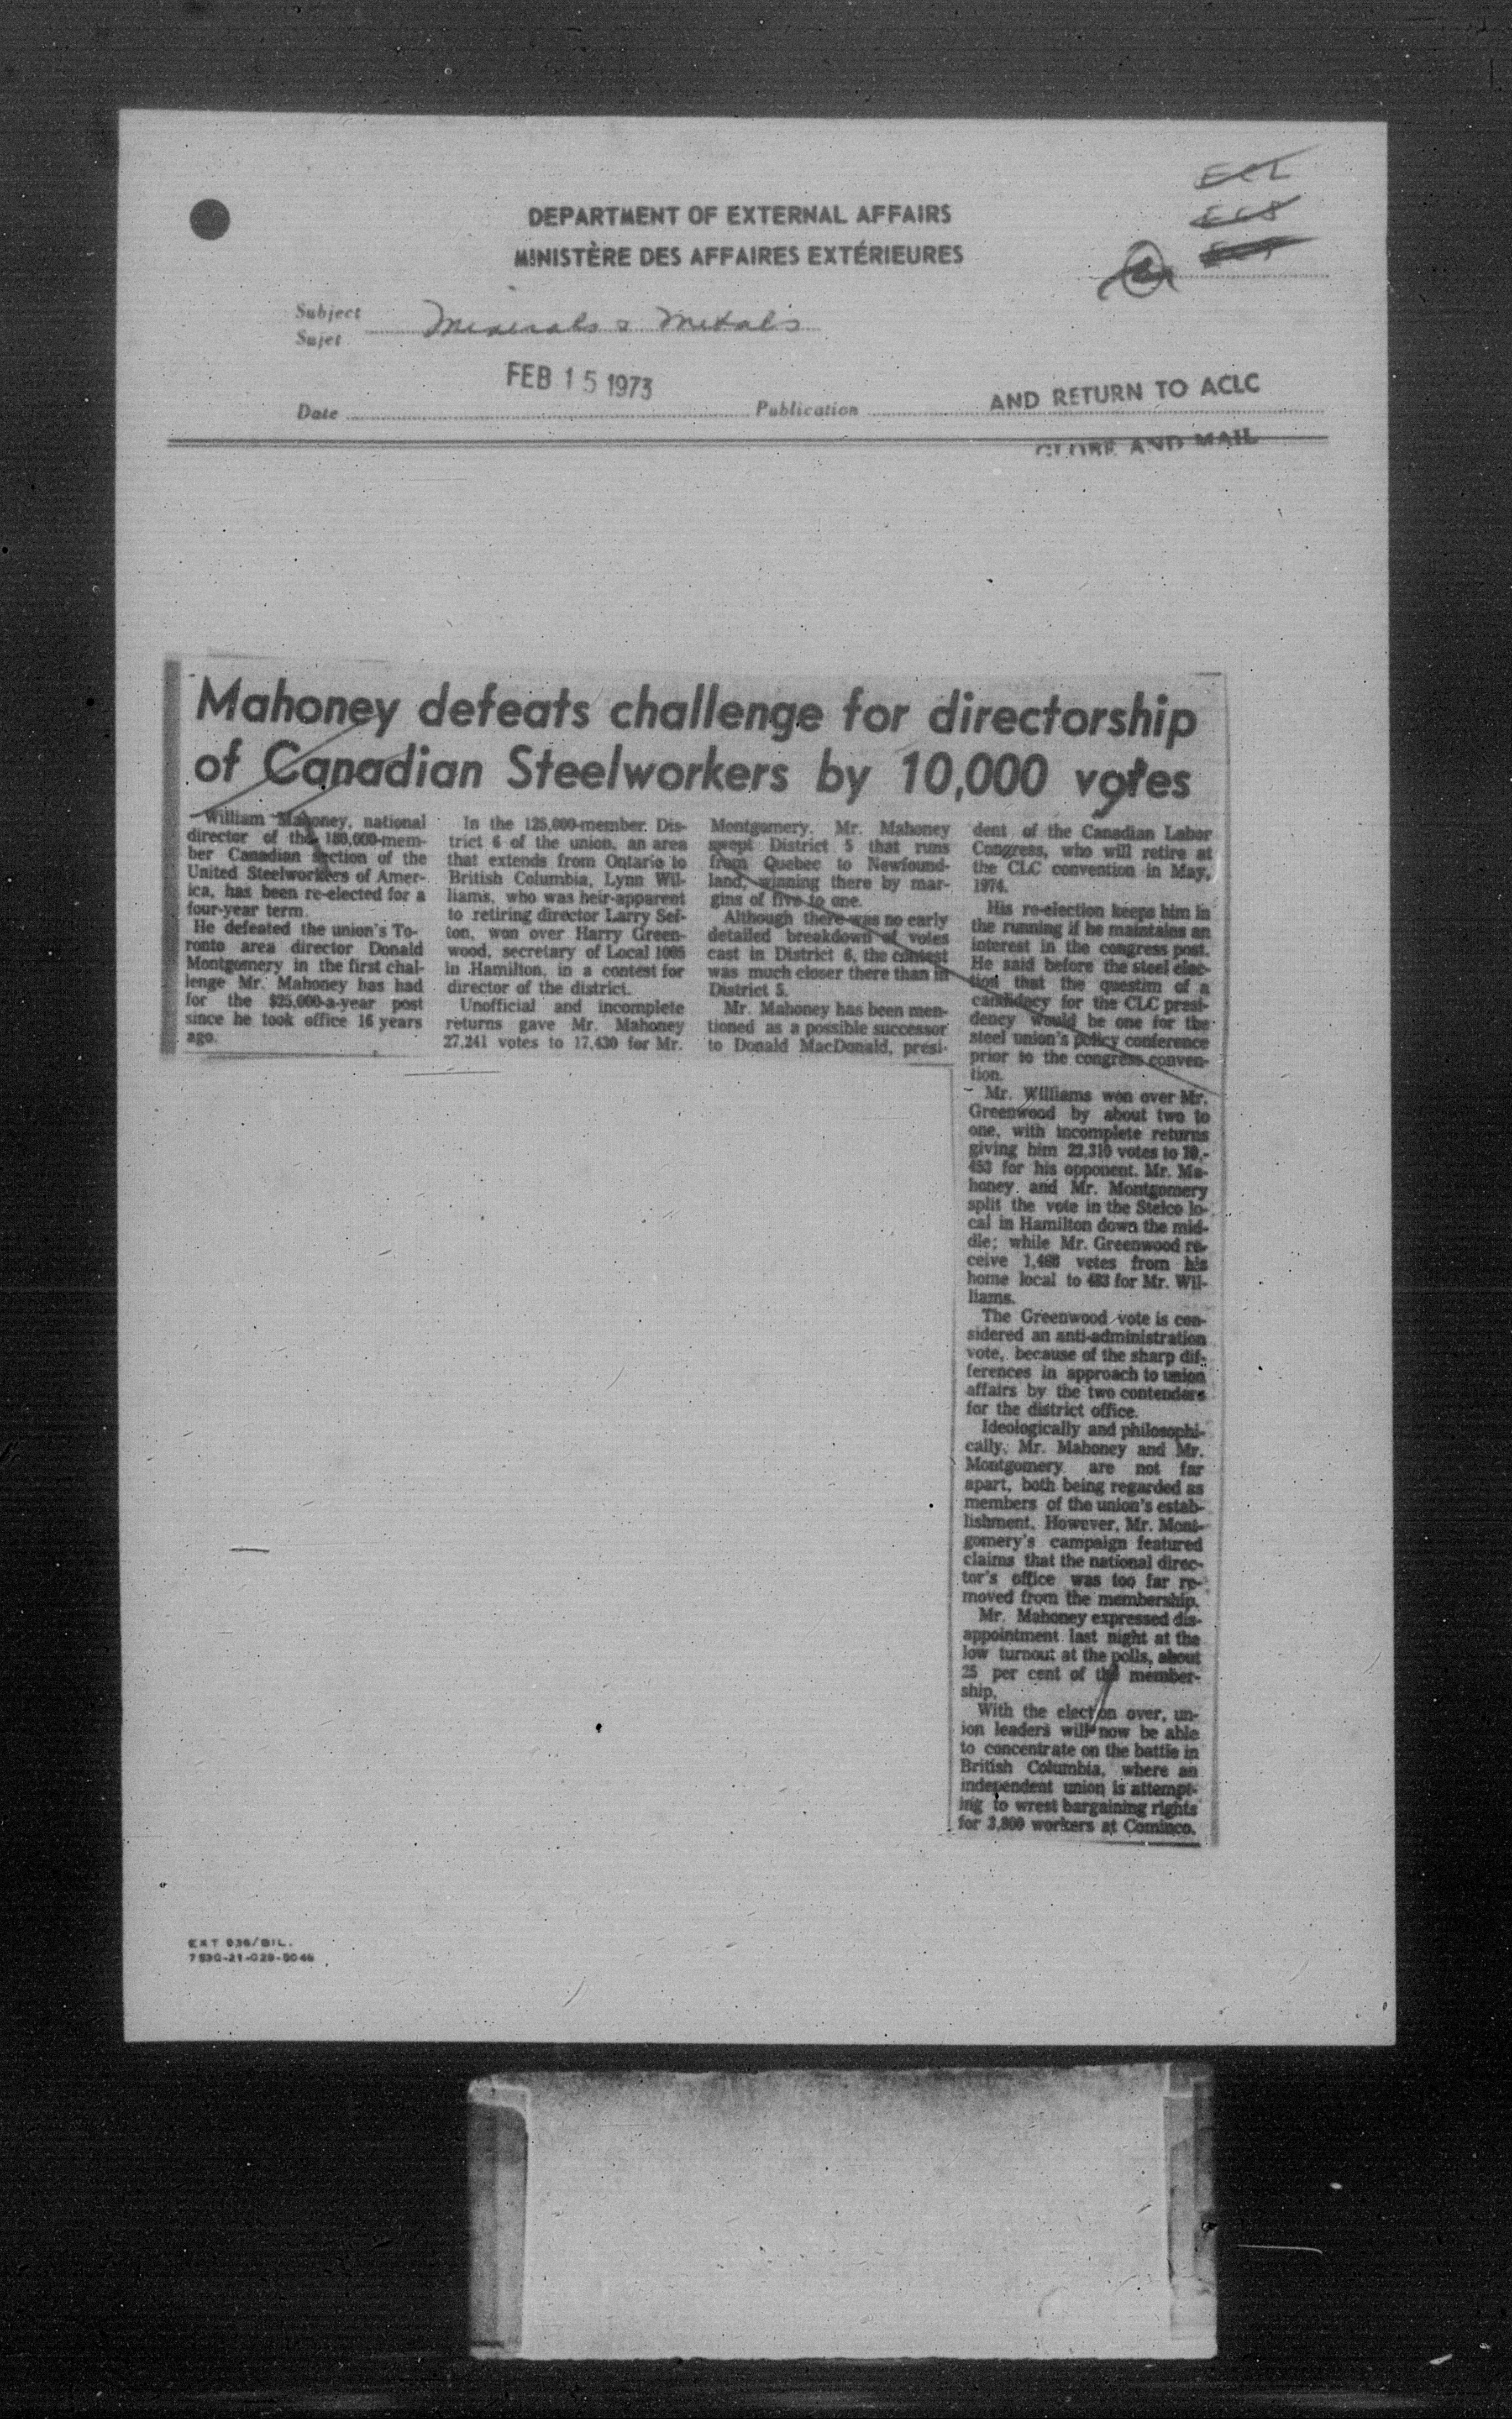 ECL
DEPARTMENT OF EXTERNAL AFFAIRS
MINISTÈRE DES AFFAIRES EXTÉRIEURES
Subject
Sujet
Minerals & Metals
FEB 15 1973
AND RETURN TO ACLC
Date
Publication
GLOBE AND MAIL
Mahoney defeats challenge for directorship
of Canadian Steelworkers by 10,000 votes
William Mahoney, national
director of the 180,000-mem-
ber Canadian section of the
United Steelworkers of Amer-
ica, has been re-elected for a
four-year term.
He defeated the union's To-
ronto area director Donald
Montgomery in the first chal-
lenge Mr. Mahoney has had
for the $25,000-a-year post
since he took office 16 years
ago.
In the 125,000-member Dis-
trict 6 of the union, an area
that extends from Ontario to
British Columbia, Lynn Wil-
liams, who was heir-apparent
to retiring director Larry Sef-
ton, won over Harry Green-
wood, secretary of Local 1005
in Hamilton, in a contest for
director of the district.
Unofficial and incomplete
returns gave Mr. Mahoney
27,241 votes to 17,430 for Mr.
Montgomery. Mr. Mahoney
swept District 5 that runs
from Quebec to Newfound-
land, winning there by mar-
gins of five to one.
Although there was no early
detailed breakdown of votes
cast in District 6, the contest
was much closer there than in
District 5.
Mr. Mahoney has been men-
tioned as a possible successor
to Donald MacDonald, presi-
dent of the Canadian Labor
Congress, who will retire at
the CLC convention in May,
1974.
His re-election keeps him in
the running if he maintains an
interest in the congress post.
He said before the steel elec-
tion that the question of a
candidacy for the CLC presi-
dency would be one for the
steel union's policy conference
prior to the congress conven-
tion.
Mr. Williams won over Mr.
Greenwood by about two to
one, with incomplete returns
giving him 22,310 votes to 10,-
453 for his opponent. Mr. Ma-
honey and Mr. Montgomery
split the vote in the Stelco lo-
cal in Hamilton down the mid-
dle; while Mr. Greenwood re-
ceive votes from his
home local to 483 for Mr. Wil-
liams.
The Greenwood vote is con-
sidered an anti-administration
vote, because of the sharp dif-
ferences in approach to union
affairs by the two contenders
for the district office.
Ideologically and philosophi-
cally, Mr. Mahoney and Mr.
Montgomery are not far
apart, both being regarded as
members of the union's estab-
lishment. However, Mr. Mont-
gomery's campaign featured
claims that the national direc-
tor's office was too far re-
moved from the membership.
Mr. Mahoney expressed dis-
appointment last night at the
low turnout at the polls, about
25 per cent of the member-
ship.
With the election over, un-
ion leaders will now be able
to concentrate on the battle in
British Columbia, where an
independent union is attempt-
ing to wrest bargaining rights
for 3,800 workers at Cominco.
EXT 036/BIL.
7530-21-029-5046